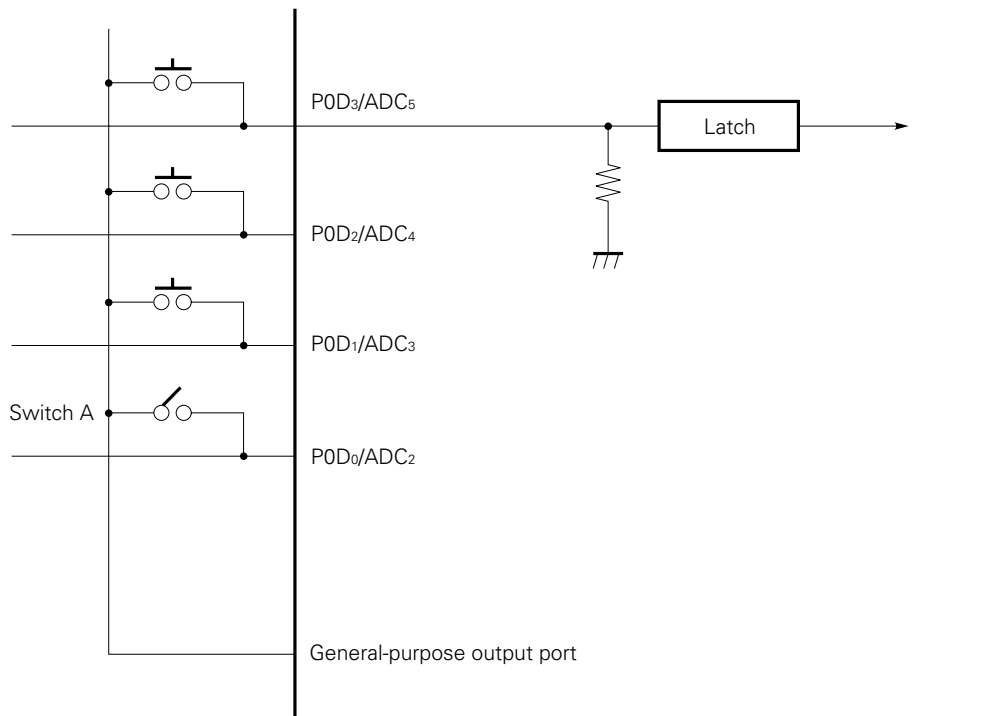 P0D₃/ADC₅
Latch
P0D₂/ADC₄
P0D₁/ADC₃
Switch A
P0D₀/ADC₂
General-purpose output port